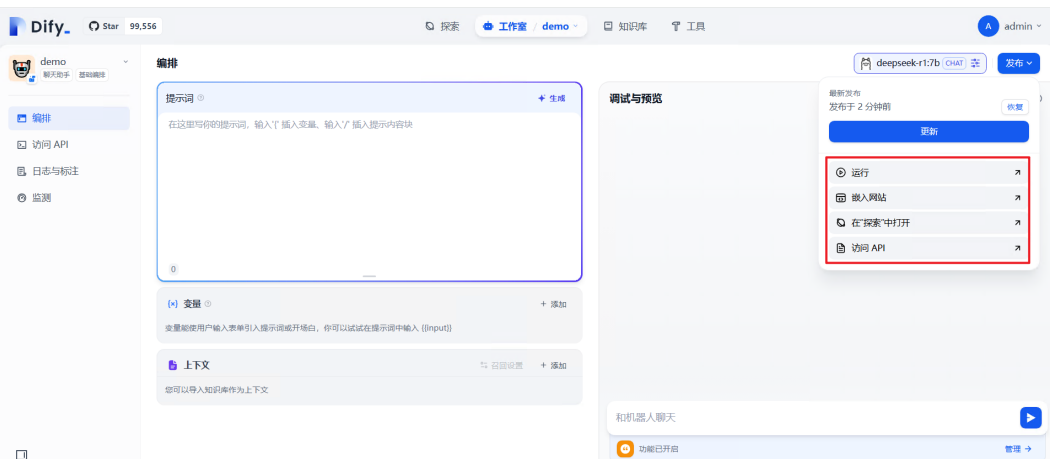 Dify_ Star 99,556 探索 工作室 / demo 知识库 工具 A admin
demo
聊天助手 基础编排
编排
访问 API
日志与标注
监测
编排
提示词
生成
在这里写你的提示词，输入'{' 插入变量、输入'/' 插入提示内容块
0
{x} 变量
+ 添加
变量能使用户输入表单引入提示词或开场白，你可以试试在提示词中输入 {{input}}
上下文
召回设置
+ 添加
您可以导入知识库作为上下文
deepseek-r1:7b CHAT
发布
调试与预览
最新发布
发布于 2 分钟前
恢复
更新
运行
嵌入网站
在"探索"中打开
访问 API
和机器人聊天
功能已开启
管理 →